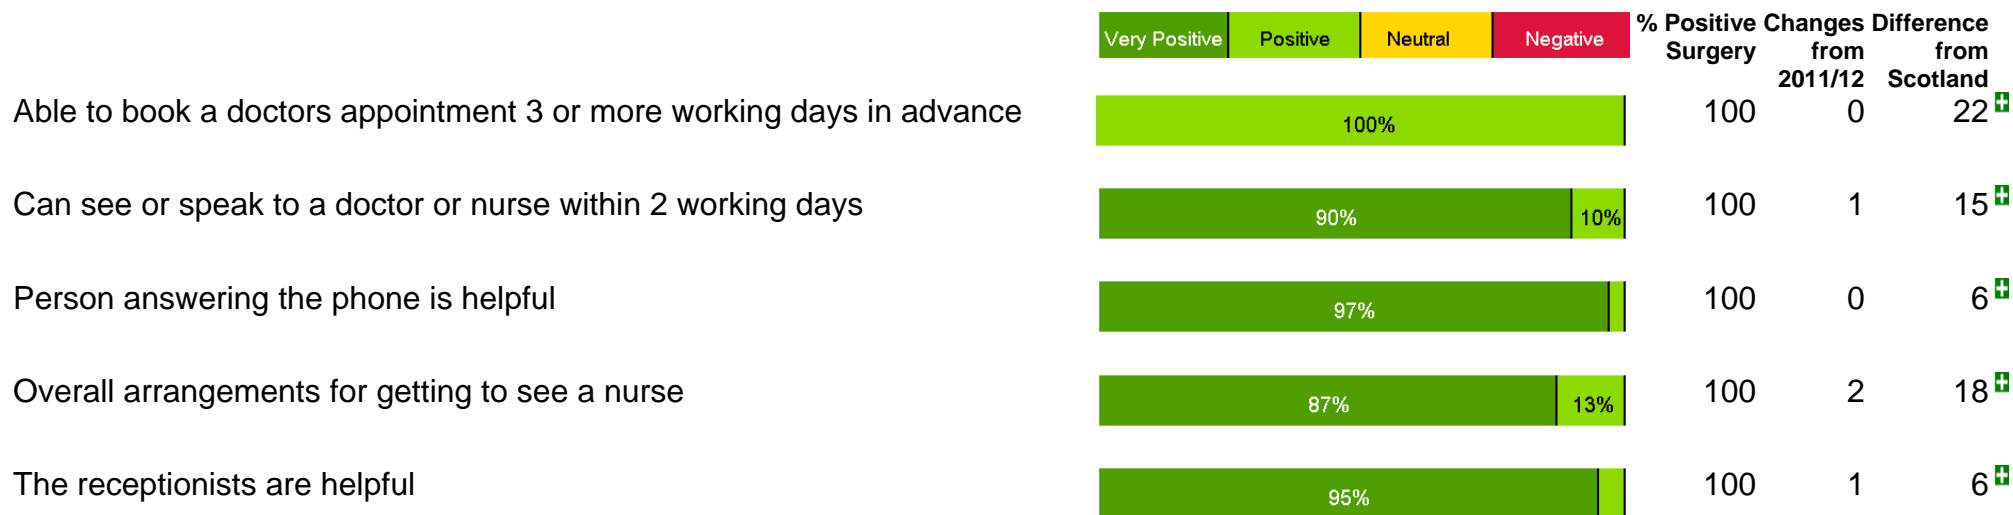 Very Positive Positive Neutral Negative % Positive Changes Difference
Surgery from from
2011/12 Scotland
Able to book a doctors appointment 3 or more working days in advance 100% 100 0 22 +
Can see or speak to a doctor or nurse within 2 working days 90% 10% 100 1 15 +
Person answering the phone is helpful 97% 100 0 6 +
Overall arrangements for getting to see a nurse 87% 13% 100 2 18 +
The receptionists are helpful 95% 100 1 6 +